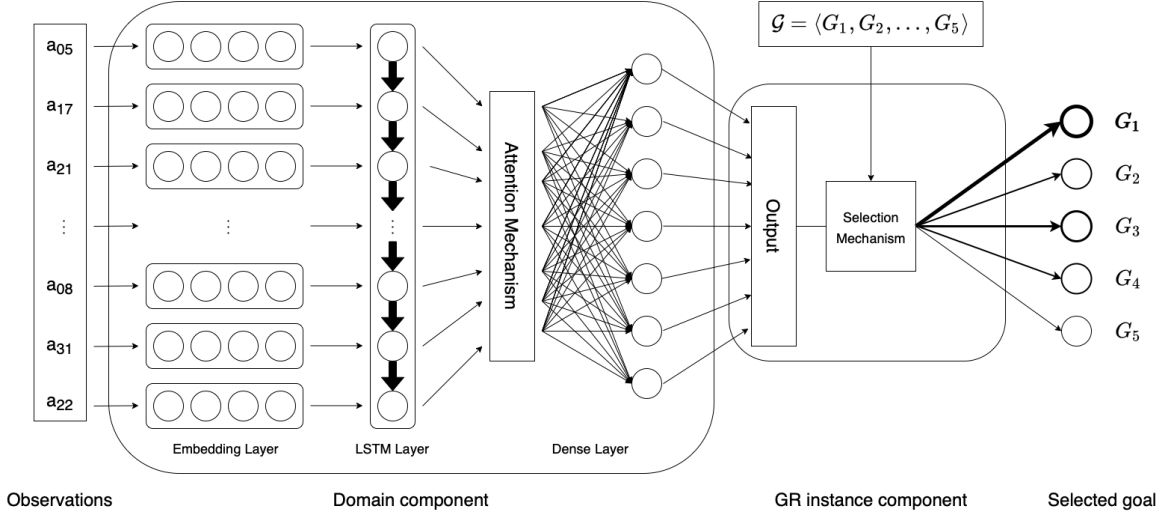 𝒢 = ⟨G₁, G₂, . . . , G₅⟩
a₀₅
a₁₇
a₂₁
⋮
⋮
⋮
a₀₈
a₃₁
a₂₂
Attention Mechanism
Output
Selection
Mechanism
G₁
G₂
G₃
G₄
G₅
Embedding Layer
LSTM Layer
Dense Layer
Observations
Domain component
GR instance component
Selected goal